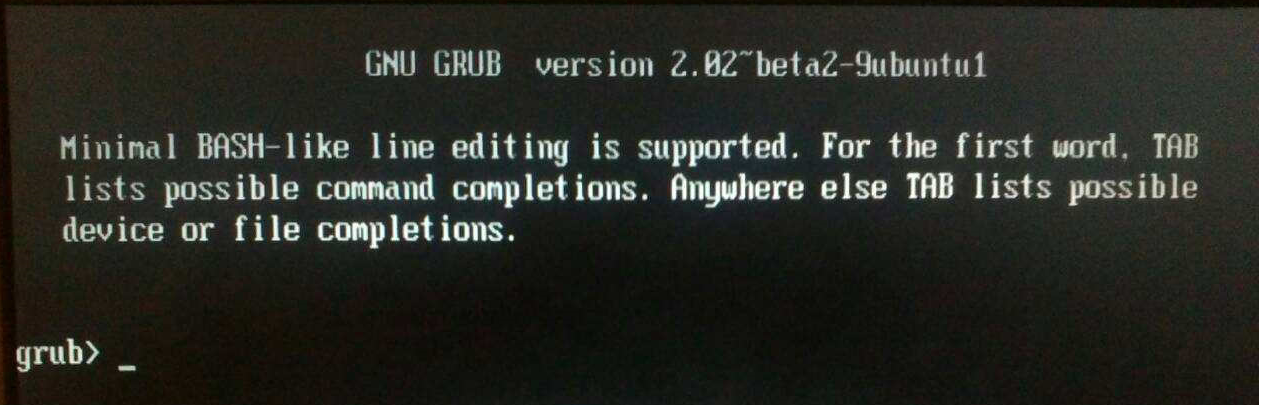 GNU GRUB version 2.02~beta2-9ubuntu1
Minimal BASH-like line editing is supported. For the first word, TAB
lists possible command completions. Anywhere else TAB lists possible
device or file completions.
grub> _